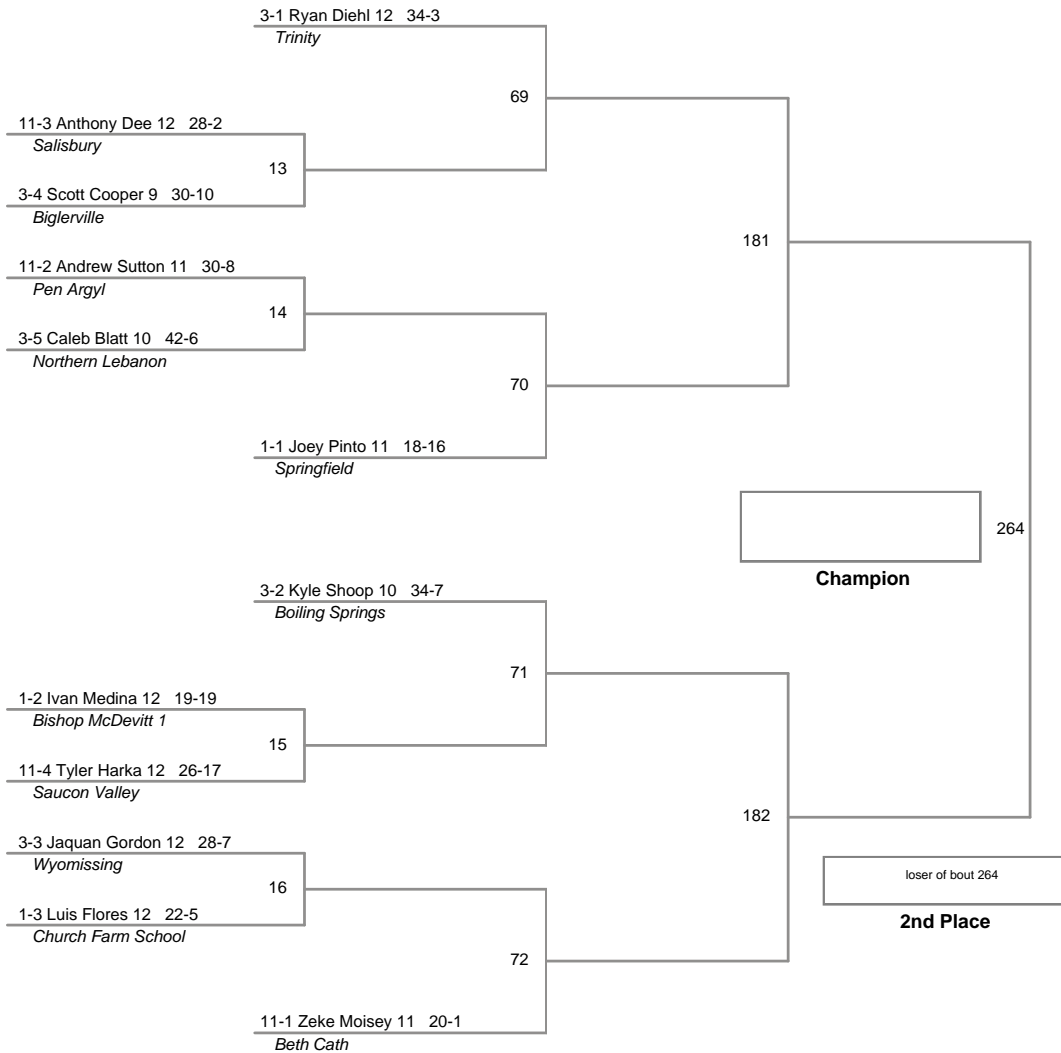 3-1 Ryan Diehl 12 34-3
Trinity
69
11-3 Anthony Dee 12 28-2
Salisbury
13
3-4 Scott Cooper 9 30-10
Biglerville
181
11-2 Andrew Sutton 11 30-8
Pen Argyl
14
3-5 Caleb Blatt 10 42-6
Northern Lebanon
70
1-1 Joey Pinto 11 18-16
Springfield
264
Champion
3-2 Kyle Shoop 10 34-7
Boiling Springs
71
1-2 Ivan Medina 12 19-19
Bishop McDevitt 1
15
11-4 Tyler Harka 12 26-17
Saucon Valley
182
3-3 Jaquan Gordon 12 28-7
Wyomissing
16
1-3 Luis Flores 12 22-5
Church Farm School
loser of bout 264
2nd Place
72
11-1 Zeke Moisey 11 20-1
Beth Cath